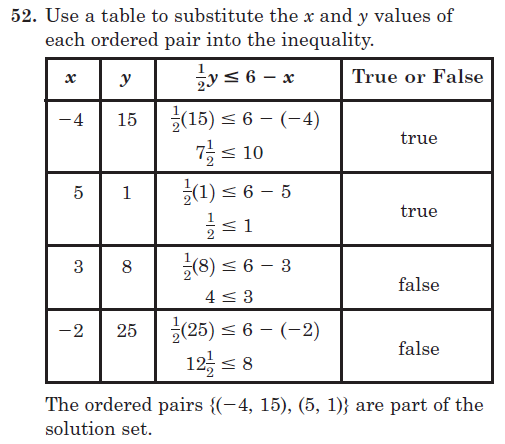 52. Use a table to substitute the x and y values of
each ordered pair into the inequality.
x y ½y ≤ 6 − x True or False
−4 15 ½(15) ≤ 6 − (−4)
7½ ≤ 10 true
5 1 ½(1) ≤ 6 − 5
½ ≤ 1 true
3 8 ½(8) ≤ 6 − 3
4 ≤ 3 false
−2 25 ½(25) ≤ 6 − (−2)
12½ ≤ 8 false
The ordered pairs {(−4, 15), (5, 1)} are part of the
solution set.